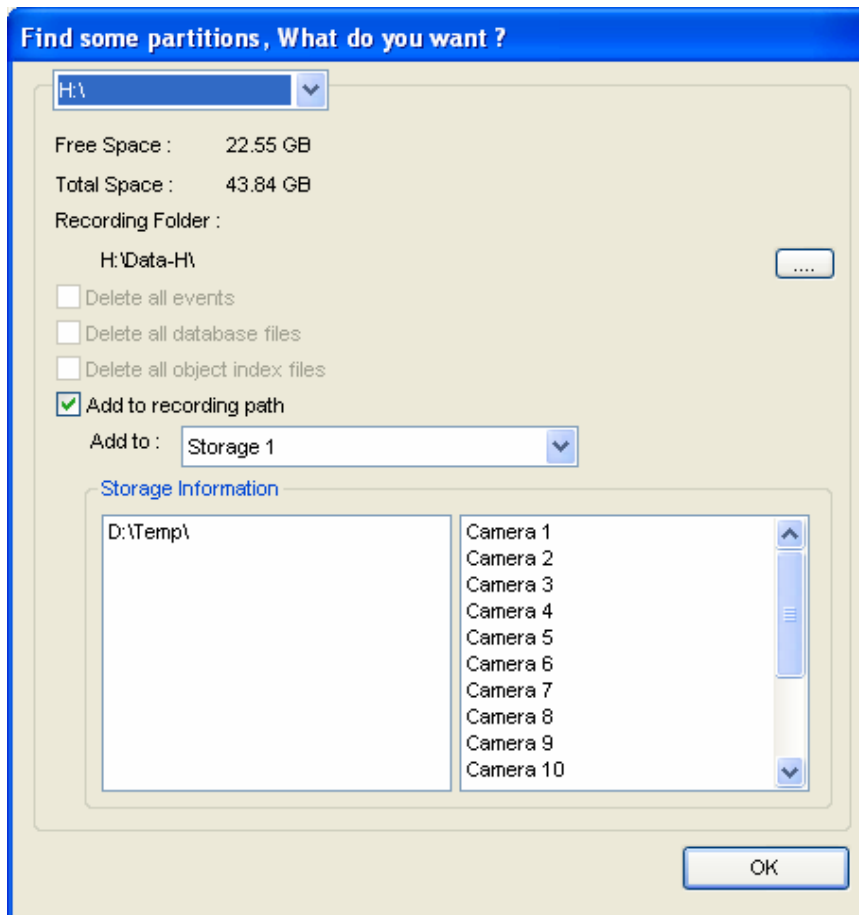 Find some partitions, What do you want ?
H:\
Free Space : 22.55 GB
Total Space : 43.84 GB
Recording Folder :
H:\Data-H\
....
Delete all events
Delete all database files
Delete all object index files
Add to recording path
Add to : Storage 1
Storage Information
D:\Temp\
Camera 1
Camera 2
Camera 3
Camera 4
Camera 5
Camera 6
Camera 7
Camera 8
Camera 9
Camera 10
OK